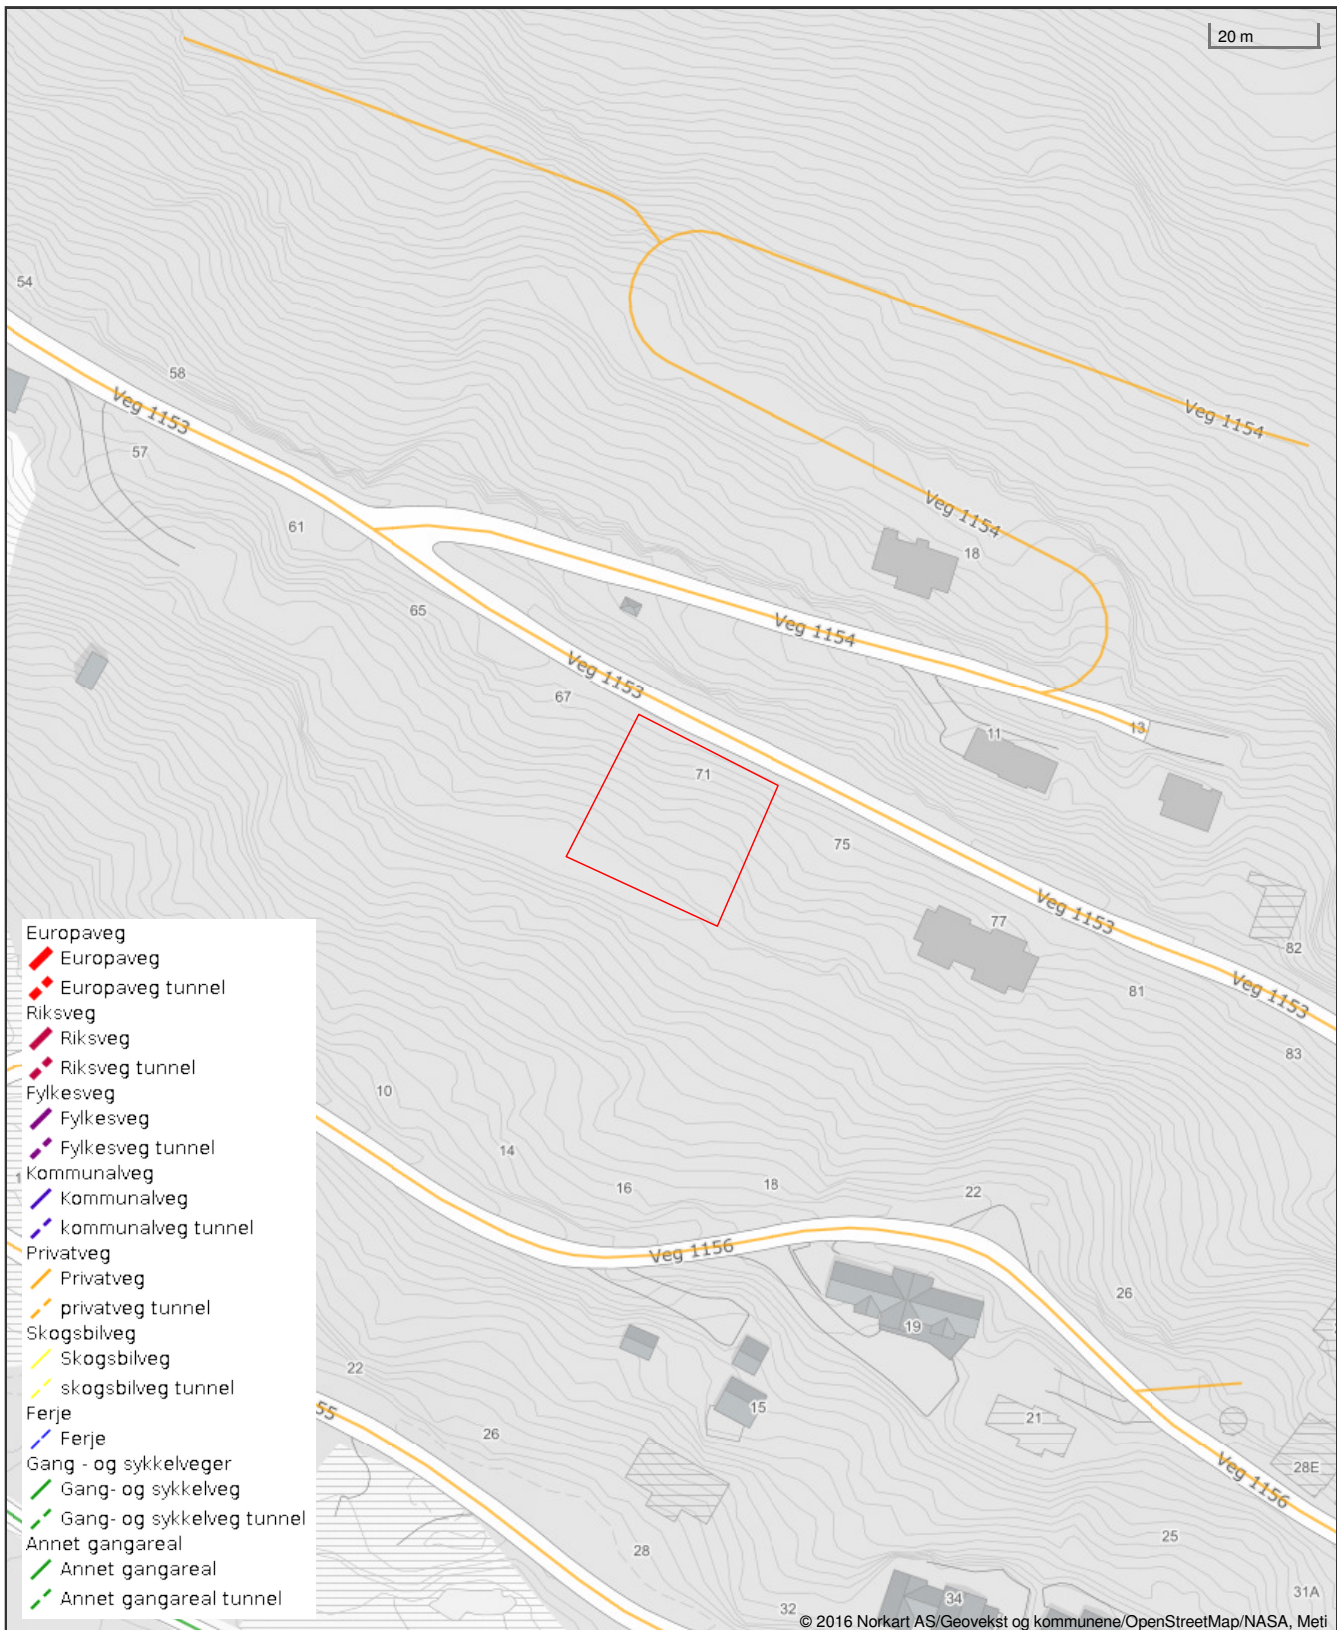 20 m
54
58
Veg 1153
57
Veg 1154
Veg 1154
61
18
65
Veg 1154
Veg 1153
67
13
11
71
75
Veg 1153
77
82
Veg 1153
81
83
Europaveg
Europaveg
Europaveg tunnel
Riksveg
Riksveg
Riksveg tunnel
Fylkesveg
Fylkesveg
Fylkesveg tunnel
Kommunalveg
Kommunalveg
kommunalveg tunnel
Privatveg
Privatveg
privatveg tunnel
Skogsbilveg
Skogsbilveg
skogsbilveg tunnel
Ferje
Ferje
Gang - og sykkelveger
Gang- og sykkelveg
Gang- og sykkelveg tunnel
Annet gangareal
Annet gangareal
Annet gangareal tunnel
10
14
16
18
22
Veg 1156
26
19
22
55
15
26
21
28E
Veg 1156
25
28
31A
34
32
© 2016 Norkart AS/Geovekst og kommunene/OpenStreetMap/NASA, Meti